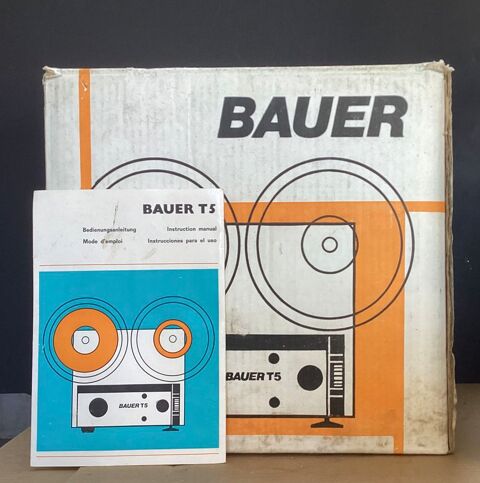 BAUER
BAUER T5
Bedienungsanleitung Instruction manual
Mode d'emploi Instrucciones para el uso
BAUER T5
BAUER T5